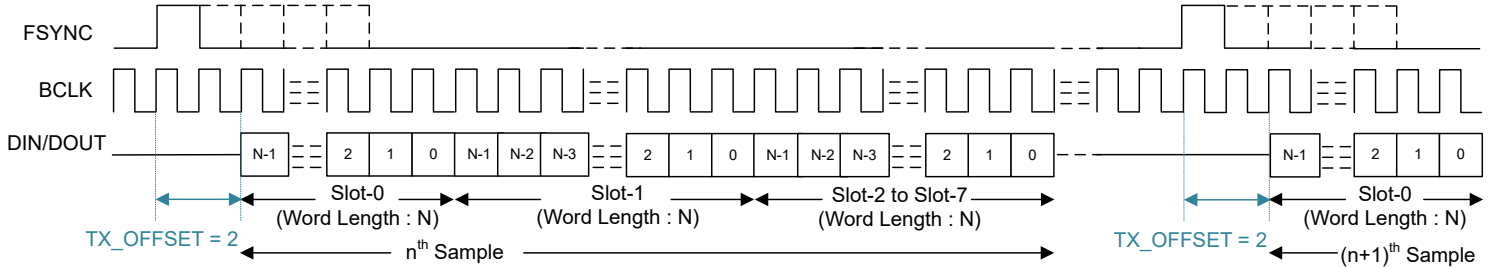 FSYNC
BCLK
DIN/DOUT
N-1 2 1 0 N-1 N-2 N-3 2 1 0 N-1 N-2 N-3 2 1 0 N-1 2 1 0
Slot-0 Slot-1 Slot-2 to Slot-7 Slot-0
(Word Length : N) (Word Length : N) (Word Length : N) (Word Length : N)
TX_OFFSET = 2 TX_OFFSET = 2
nth Sample (n+1)th Sample